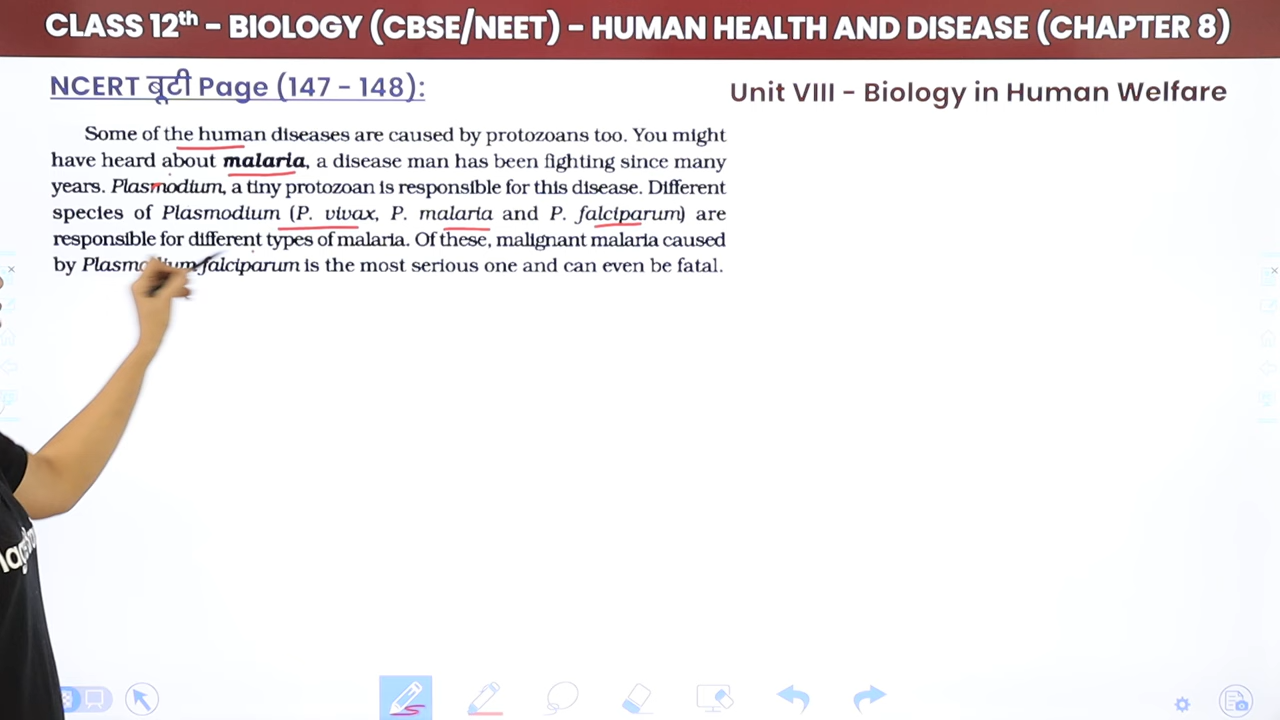 CLASS 12th – BIOLOGY (CBSE/NEET) – HUMAN HEALTH AND DISEASE (CHAPTER 8)
NCERT बूटी Page (147 – 148):
Unit VIII – Biology in Human Welfare
Some of the human diseases are caused by protozoans too. You might
have heard about malaria, a disease man has been fighting since many
years. Plasmodium, a tiny protozoan is responsible for this disease. Different
species of Plasmodium (P. vivax, P. malaria and P. falciparum) are
responsible for different types of malaria. Of these, malignant malaria caused
by Plasmodium falciparum is the most serious one and can even be fatal.